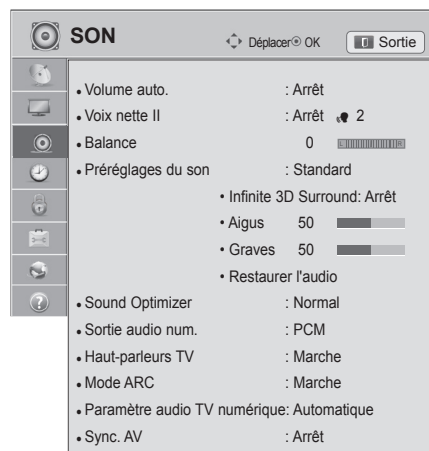 SON Déplacer OK Sortie
• Volume auto. : Arrêt
• Voix nette II : Arrêt 2
• Balance 0 L R
• Préréglages du son : Standard
• Infinite 3D Surround: Arrêt
• Aigus 50
• Graves 50
• Restaurer l'audio
• Sound Optimizer : Normal
• Sortie audio num. : PCM
• Haut-parleurs TV : Marche
• Mode ARC : Marche
• Paramètre audio TV numérique: Automatique
• Sync. AV : Arrêt